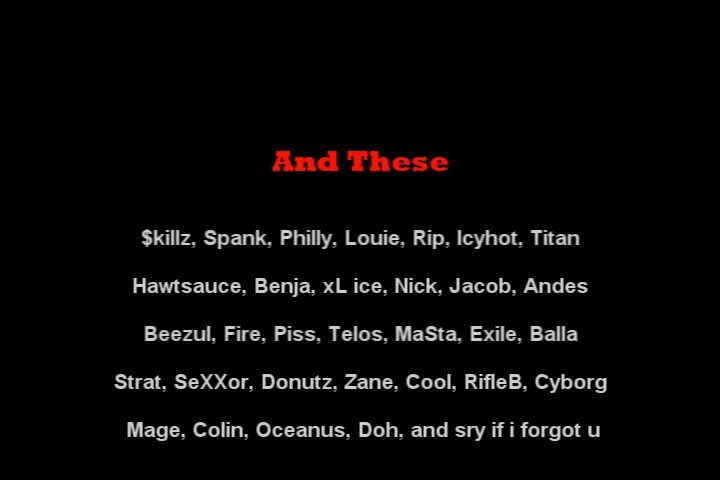 And These
$killz, Spank, Philly, Louie, Rip, Icyhot, Titan
Hawtsauce, Benja, xL ice, Nick, Jacob, Andes
Beezul, Fire, Piss, Telos, MaSta, Exile, Balla
Strat, SeXXor, Donutz, Zane, Cool, RifleB, Cyborg
Mage, Colin, Oceanus, Doh, and sry if i forgot u